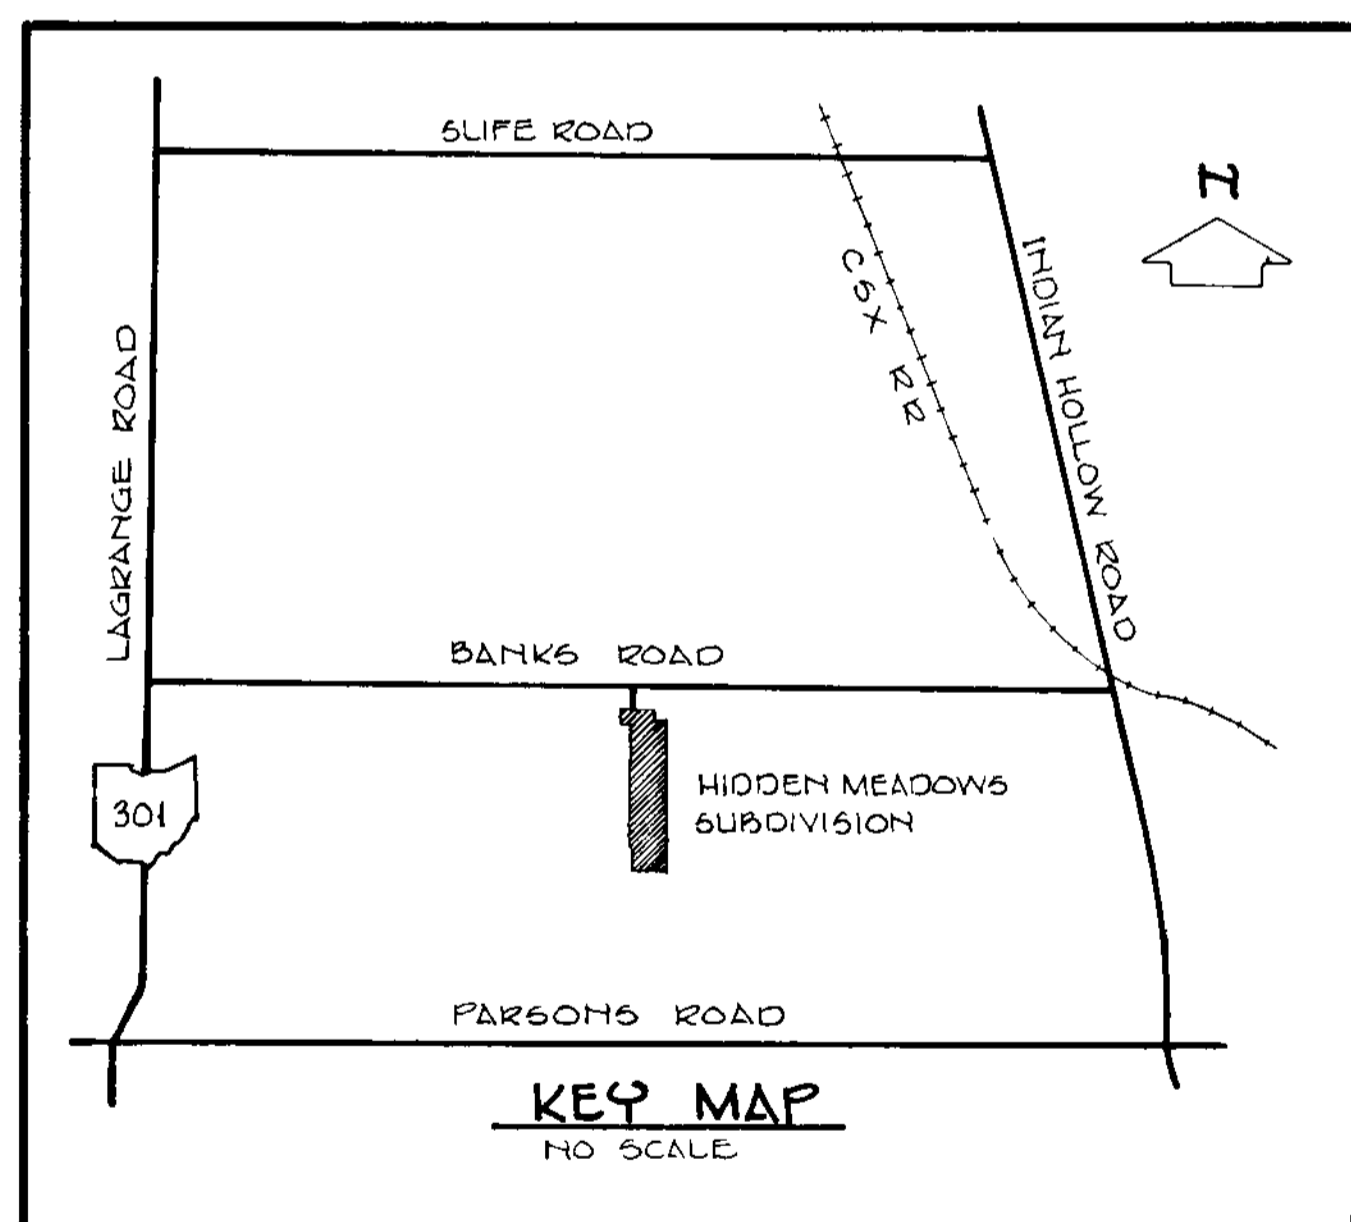 SLIFE ROAD
N
CSX RR
INDIAN HOLLOW ROAD
LAGRANGE ROAD
BANKS ROAD
HIDDEN MEADOWS
SUBDIVISION
301
PARSONS ROAD
KEY MAP
NO SCALE